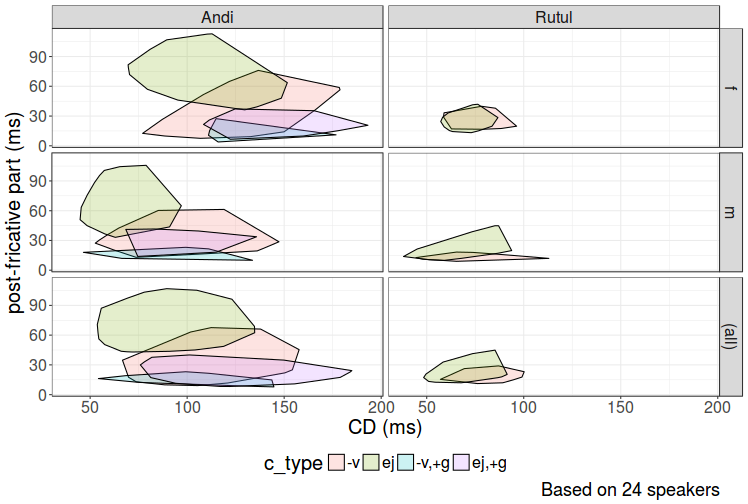 Andi Rutul
90
60
30
0
f
90
60
30
0
m
90
60
30
0
(all)
post-fricative part (ms)
50 100 150 200 50 100 150 200
CD (ms)
c_type -v ej -v,+g ej,+g
Based on 24 speakers